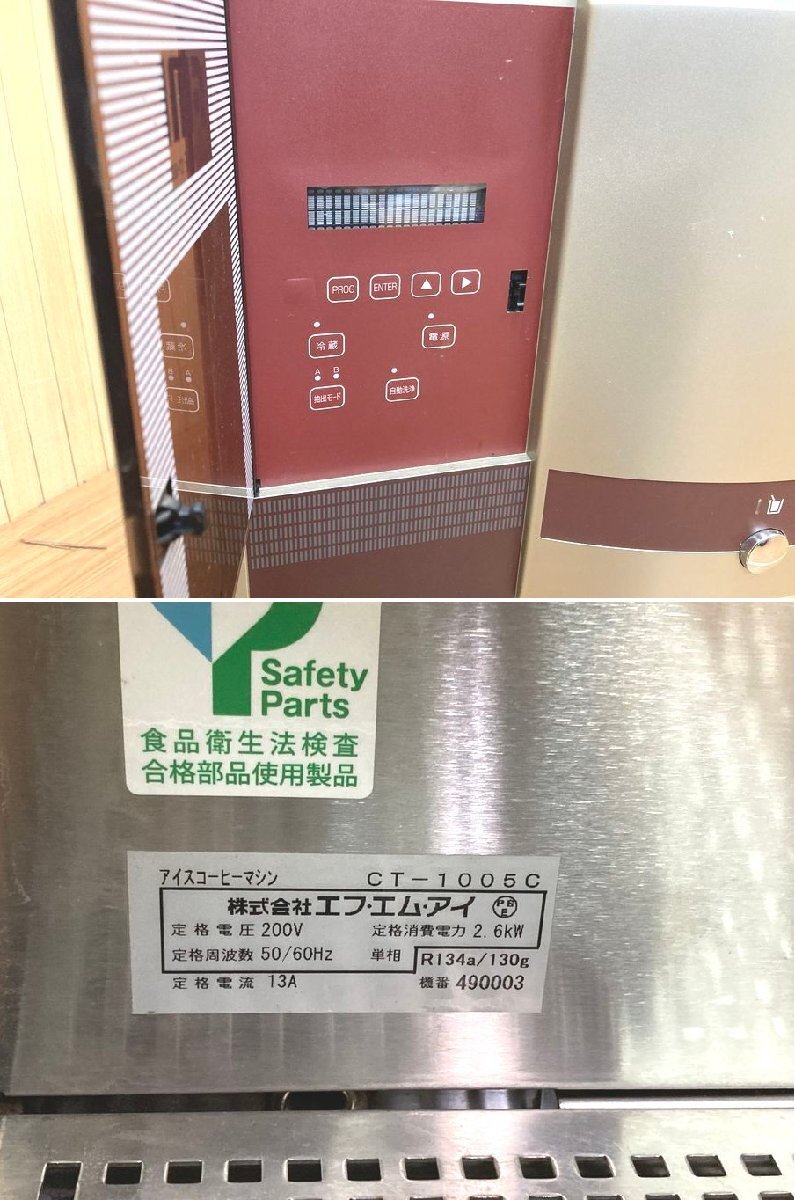 PROC ENTER ▲ ▶
冷蔵 電源
A B
抽出モード 自動洗浄
Safety
Parts
食品衛生法検査
合格部品使用製品
アイスコーヒーマシン CT-1005C
株式会社エフ・エム・アイ
定格電圧 200V 定格消費電力 2.6kW
定格周波数 50/60Hz 単相 R134a/130g
定格電流 13A 機番 490003